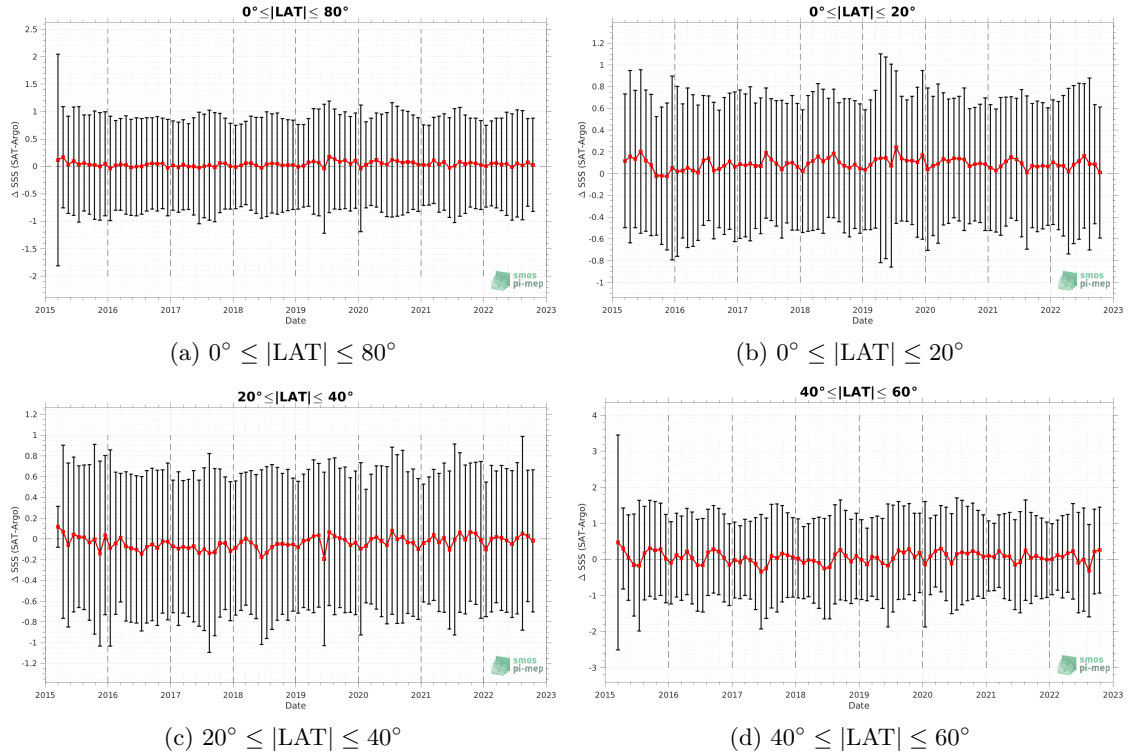 0°≤|LAT|≤ 80°
Δ SSS (SAT-Argo)
2.5
2
1.5
1
0.5
0
-0.5
-1
-1.5
-2
2015 2016 2017 2018 2019 2020 2021 2022 2023
Date
smos
pi-mep
(a) 0° ≤ |LAT| ≤ 80°
0°≤|LAT|≤ 20°
Δ SSS (SAT-Argo)
1.2
1
0.8
0.6
0.4
0.2
0
-0.2
-0.4
-0.6
-0.8
-1
2015 2016 2017 2018 2019 2020 2021 2022 2023
Date
smos
pi-mep
(b) 0° ≤ |LAT| ≤ 20°
20°≤|LAT|≤ 40°
Δ SSS (SAT-Argo)
1.2
1
0.8
0.6
0.4
0.2
0
-0.2
-0.4
-0.6
-0.8
-1
-1.2
2015 2016 2017 2018 2019 2020 2021 2022 2023
Date
smos
pi-mep
(c) 20° ≤ |LAT| ≤ 40°
40°≤|LAT|≤ 60°
Δ SSS (SAT-Argo)
4
3
2
1
0
-1
-2
-3
2015 2016 2017 2018 2019 2020 2021 2022 2023
Date
smos
pi-mep
(d) 40° ≤ |LAT| ≤ 60°